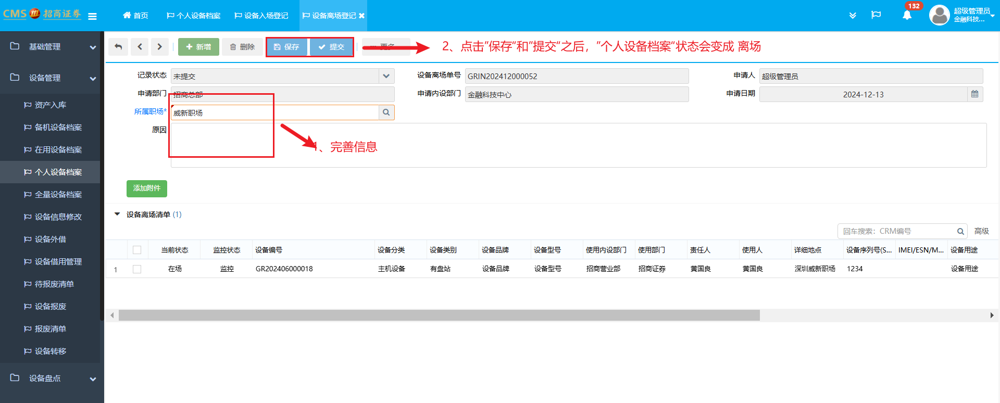 CMS 招商证券
首页
个人设备档案
设备入场登记
设备离场登记
132
超级管理员
金融科技...
基础管理
设备管理
资产入库
备机设备档案
在用设备档案
个人设备档案
全量设备档案
设备信息修改
设备外借
设备借用管理
待报废清单
设备报废
报废清单
设备转移
设备盘点
新增
删除
保存
提交
更多
2、点击"保存"和"提交"之后，"个人设备档案"状态会变成 离场
记录状态 未提交
设备离场单号 GRIN202412000052
申请人 超级管理员
申请部门 招商总部
申请内设部门 金融科技中心
申请日期 2024-12-13
所属职场* 威新职场
原因
1、完善信息
添加附件
设备离场清单 (1)
回车搜索：CRM编号
高级
当前状态 监控状态 设备编号 设备分类 设备类别 设备品牌 设备型号 使用内设部门 使用部门 责任人 使用人 详细地点 设备序列号(S... IMEI/ESN/M... 设备用途
1 在场 监控 GR202406000018 主机设备 有盘站 设备品牌 设备型号 招商营业部 招商证券 黄国良 黄国良 深圳威新职场 1234 设备用途